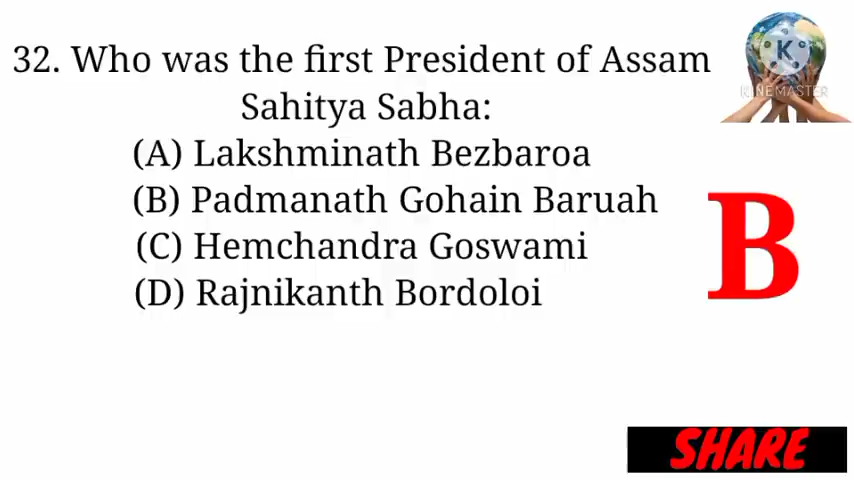 32. Who was the first President of Assam
Sahitya Sabha:
(A) Lakshminath Bezbaroa
(B) Padmanath Gohain Baruah
(C) Hemchandra Goswami
(D) Rajnikanth Bordoloi
K
KINEMASTER
B
SHARE